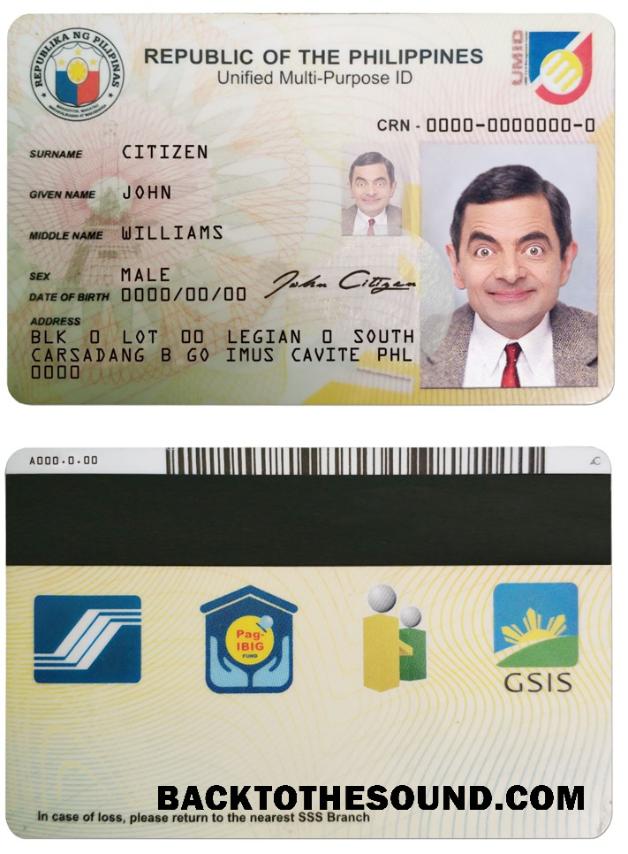 REPUBLIKA NG PILIPINAS
REPUBLIC OF THE PHILIPPINES
Unified Multi-Purpose ID
UMID
CRN - 0000-0000000-0
SURNAME CITIZEN
GIVEN NAME JOHN
MIDDLE NAME WILLIAMS
SEX MALE
DATE OF BIRTH 0000/00/00 John Citizen
ADDRESS
BLK 0 LOT 00 LEGIAN 0 SOUTH
CARSADANG B GO IMUS CAVITE PHL
0000
A000.0.00
Pag-
IBIG
FUND
GSIS
BACKTOTHESOUND.COM
In case of loss, please return to the nearest SSS Branch